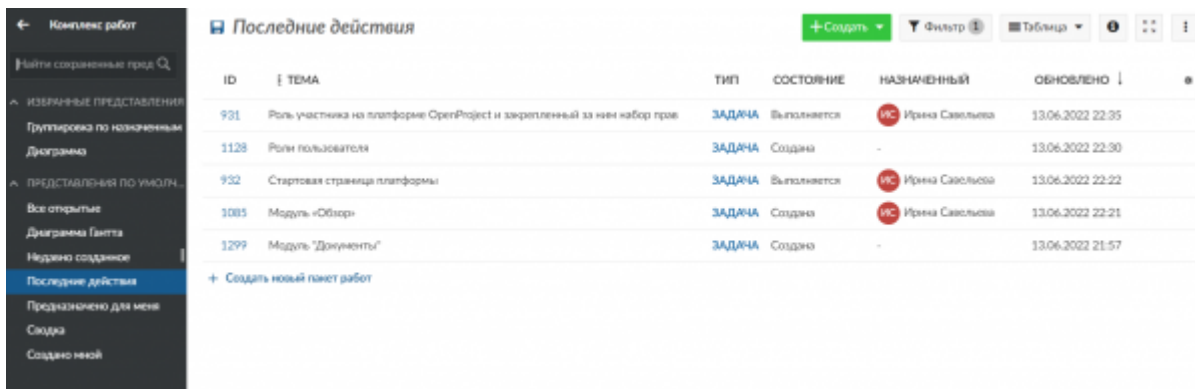 Комплекс работ
Найти сохраненные пред
ИЗБРАННЫЕ ПРЕДСТАВЛЕНИЯ
Группировка по назначенным
Диаграмма
ПРЕДСТАВЛЕНИЯ ПО УМОЛЧ...
Все открытые
Диаграмма Гантта
Недавно созданное
Последние действия
Предназначено для меня
Сводка
Создано мной
Последние действия
+ Создать Фильтр 1 Таблица
ID ТЕМА ТИП СОСТОЯНИЕ НАЗНАЧЕННЫЙ ОБНОВЛЕНО
931 Роль участника на платформе OpenProject и закрепленный за ним набор прав ЗАДАЧА Выполняется ИС Ирина Савельева 13.06.2022 22:35
1128 Роли пользователя ЗАДАЧА Создана - 13.06.2022 22:30
932 Стартовая страница платформы ЗАДАЧА Выполняется ИС Ирина Савельева 13.06.2022 22:22
1085 Модуль «Обзор» ЗАДАЧА Создана ИС Ирина Савельева 13.06.2022 22:21
1299 Модуль "Документы" ЗАДАЧА Создана - 13.06.2022 21:57
+ Создать новый пакет работ